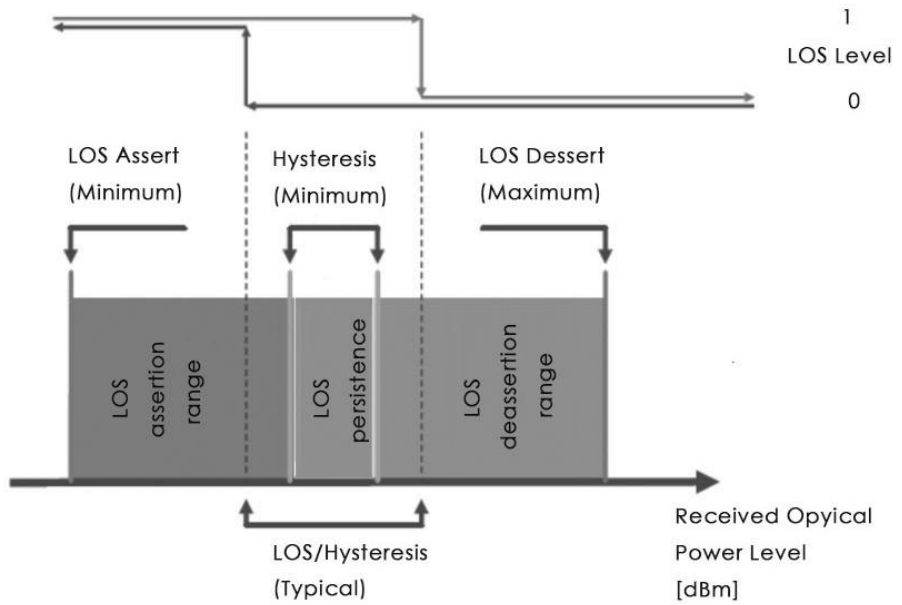 1
LOS Level
0
LOS Assert
(Minimum)
Hysteresis
(Minimum)
LOS Dessert
(Maximum)
LOS
assertion
range
LOS
persistence
LOS
deassertion
range
LOS/Hysteresis
(Typical)
Received Opyical
Power Level
[dBm]